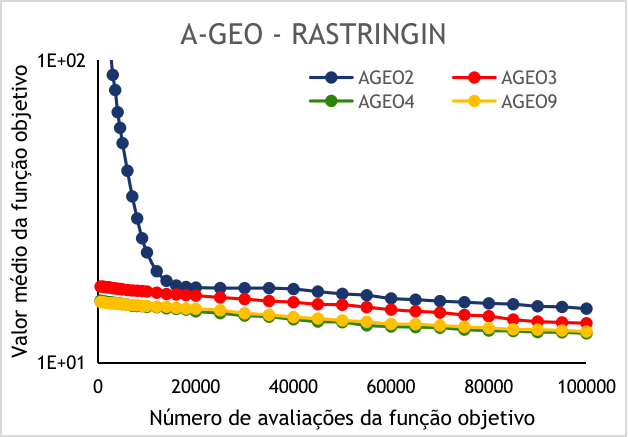 A-GEO - RASTRINGIN
AGEO2
AGEO3
AGEO4
AGEO9
Valor médio da função objetivo
1E+02
1E+01
0
20000
40000
60000
80000
100000
Número de avaliações da função objetivo